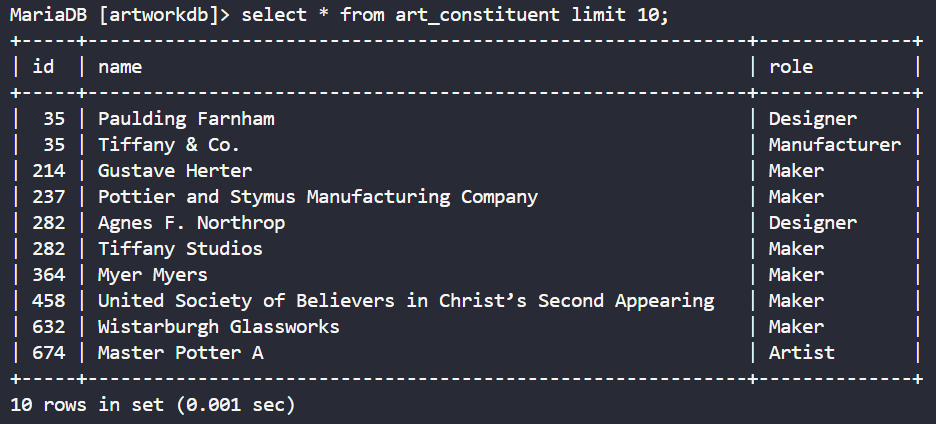 MariaDB [artworkdb]> select * from art_constituent limit 10;
+-----+------------------------------------------------------------+--------------+
| id  | name                                                       | role         |
+-----+------------------------------------------------------------+--------------+
|  35 | Paulding Farnham                                           | Designer     |
|  35 | Tiffany & Co.                                              | Manufacturer |
| 214 | Gustave Herter                                             | Maker        |
| 237 | Pottier and Stymus Manufacturing Company                   | Maker        |
| 282 | Agnes F. Northrop                                          | Designer     |
| 282 | Tiffany Studios                                            | Maker        |
| 364 | Myer Myers                                                 | Maker        |
| 458 | United Society of Believers in Christ’s Second Appearing   | Maker        |
| 632 | Wistarburgh Glassworks                                     | Maker        |
| 674 | Master Potter A                                            | Artist       |
+-----+------------------------------------------------------------+--------------+
10 rows in set (0.001 sec)